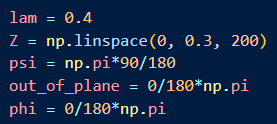 lam = 0.4
Z = np.linspace(0, 0.3, 200)
psi = np.pi*90/180
out_of_plane = 0/180*np.pi
phi = 0/180*np.pi